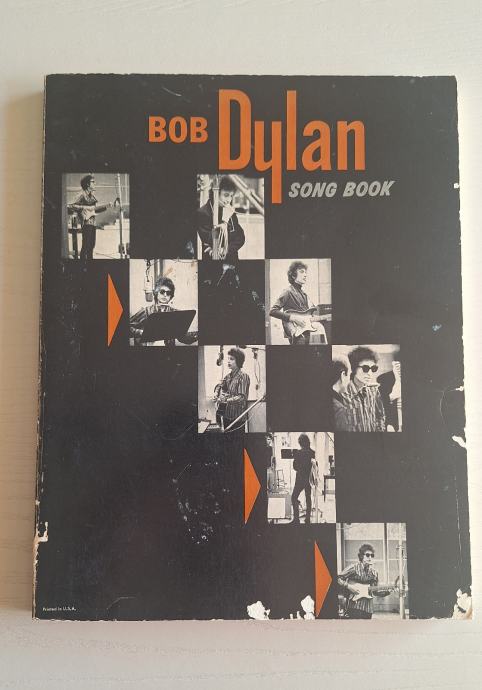 BOB Dylan
SONG BOOK
Printed in U.S.A.